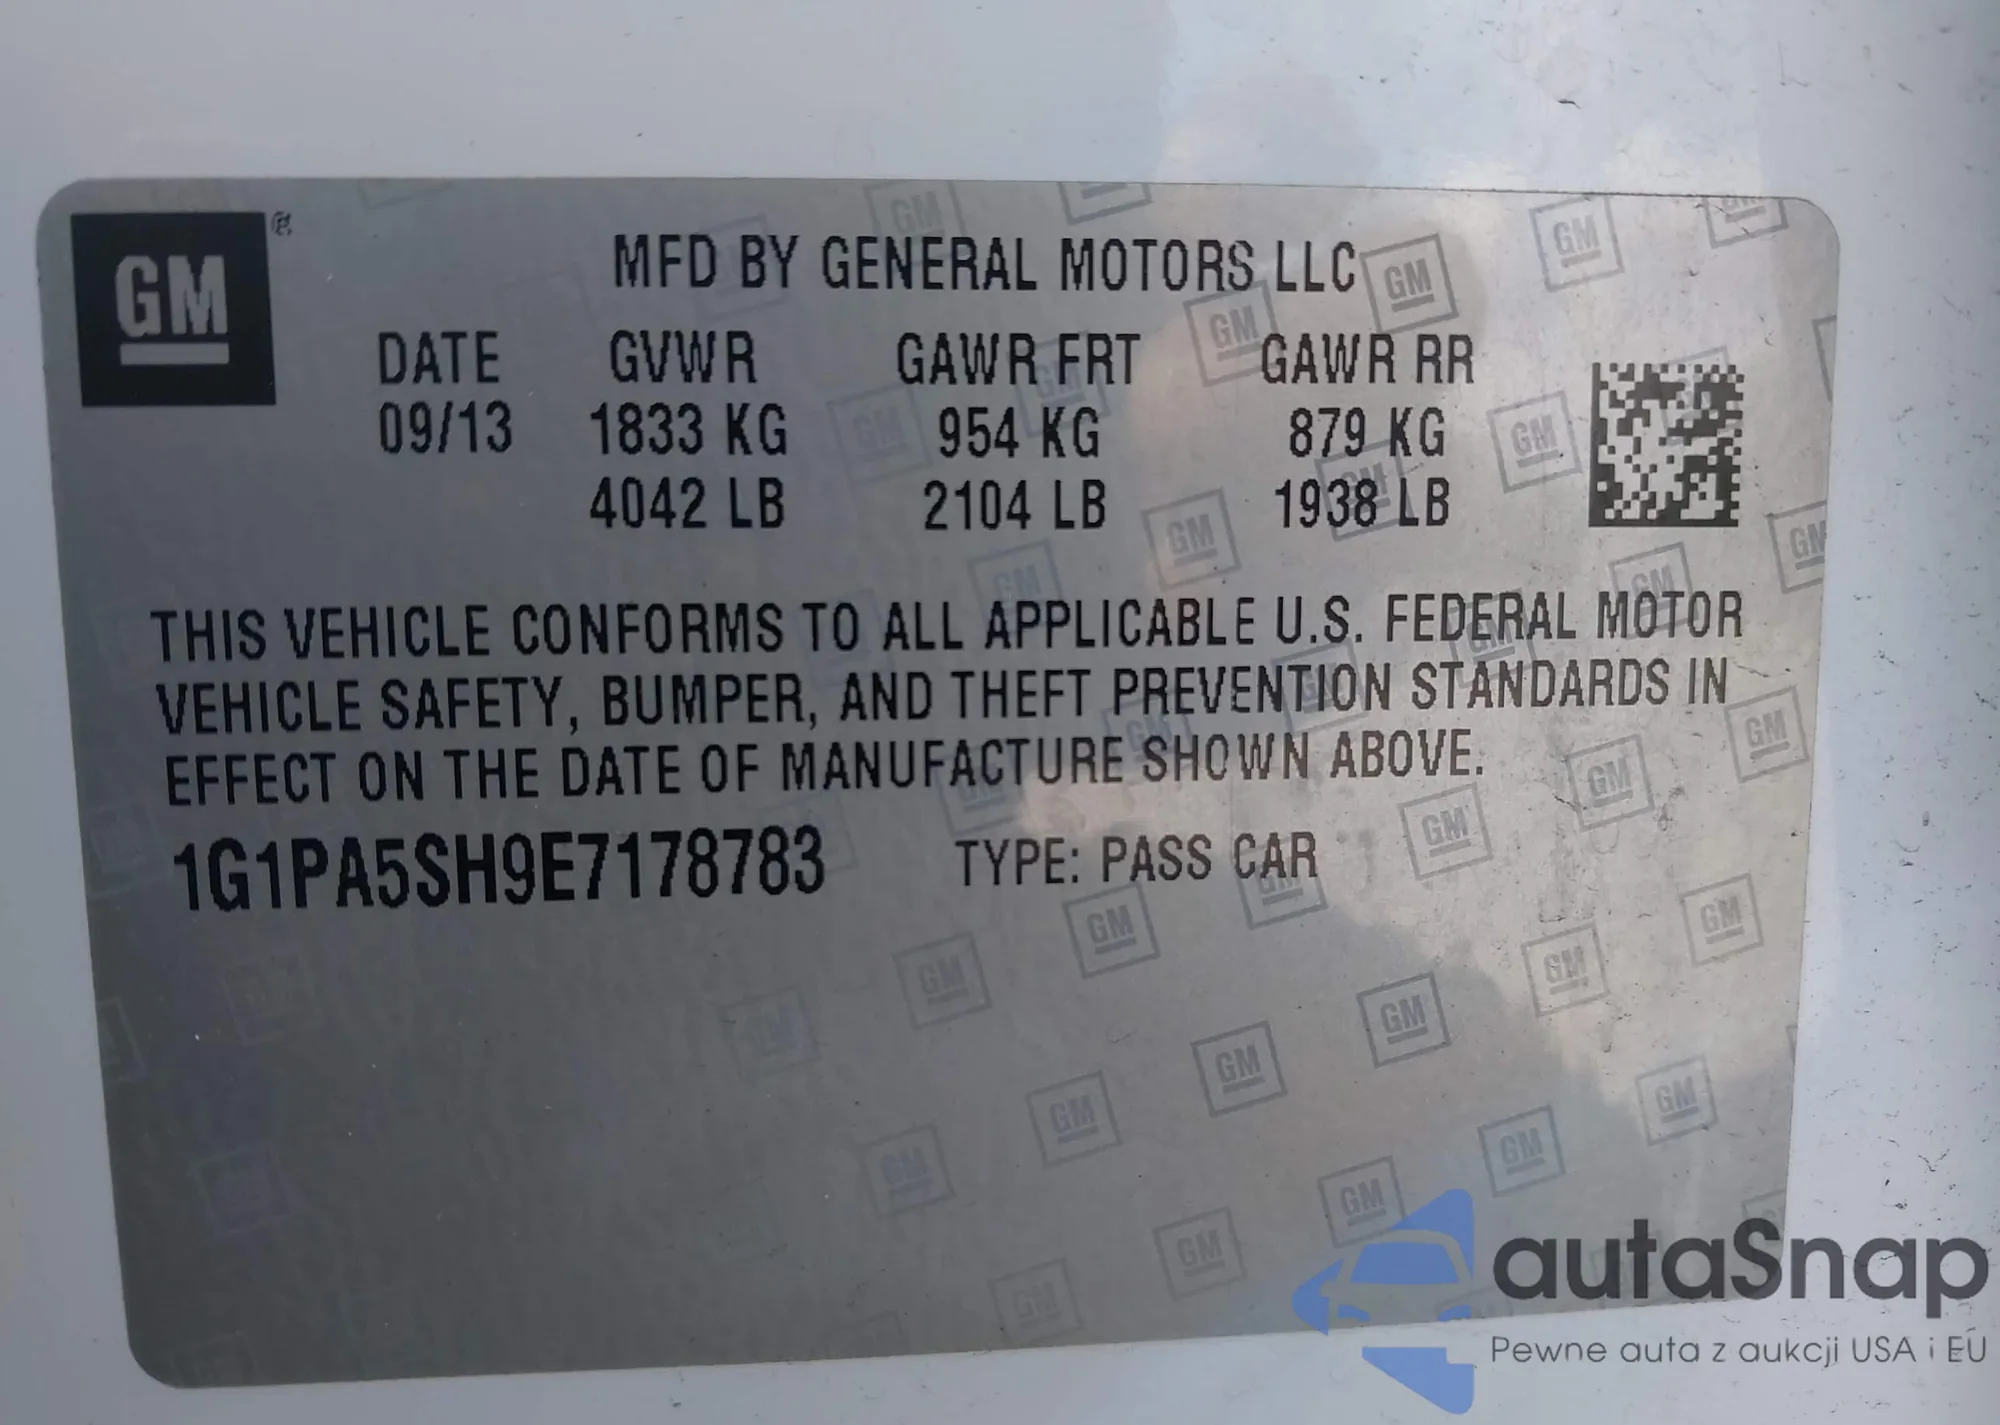 GM ®
MFD BY GENERAL MOTORS LLC
DATE GVWR GAWR FRT GAWR RR
09/13 1833 KG 954 KG 879 KG
4042 LB 2104 LB 1938 LB
THIS VEHICLE CONFORMS TO ALL APPLICABLE U.S. FEDERAL MOTOR
VEHICLE SAFETY, BUMPER, AND THEFT PREVENTION STANDARDS IN
EFFECT ON THE DATE OF MANUFACTURE SHOWN ABOVE.
1G1PA5SH9E7178783 TYPE: PASS CAR
autaSnap
Pewne auta z aukcji USA i EU